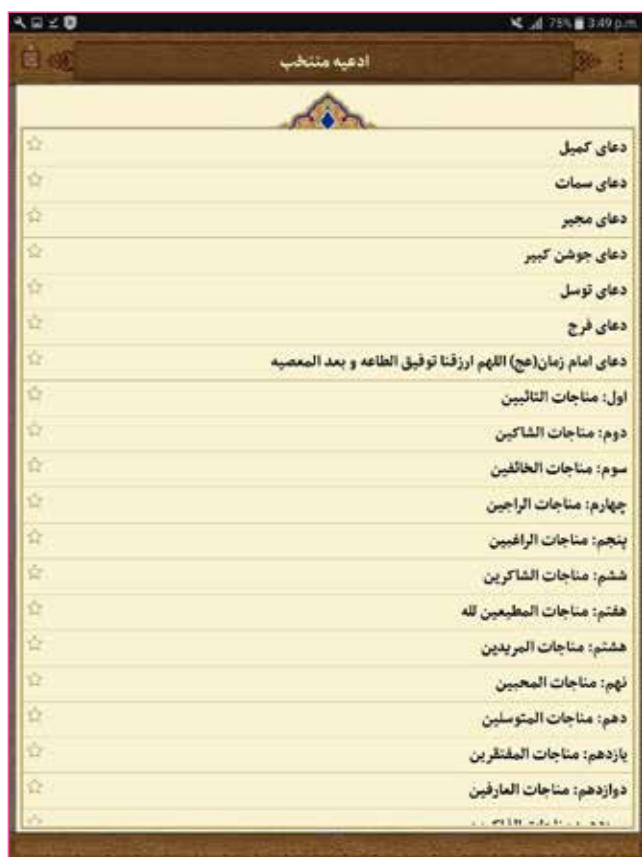 75% 3:49 p.m.
ادعیه منتخب
دعای کمیل
دعای سمات
دعای مجیر
دعای جوشن کبیر
دعای توسل
دعای فرج
دعای امام زمان(عج) اللهم ارزقنا توفیق الطاعه و بعد المعصیه
اول: مناجات التائبین
دوم: مناجات الشاکین
سوم: مناجات الخائفین
چهارم: مناجات الراجین
پنجم: مناجات الراغبین
ششم: مناجات الشاکرین
هفتم: مناجات المطیعین لله
هشتم: مناجات المریدین
نهم: مناجات المحبین
دهم: مناجات المتوسلین
یازدهم: مناجات المفتقرین
دوازدهم: مناجات العارفین